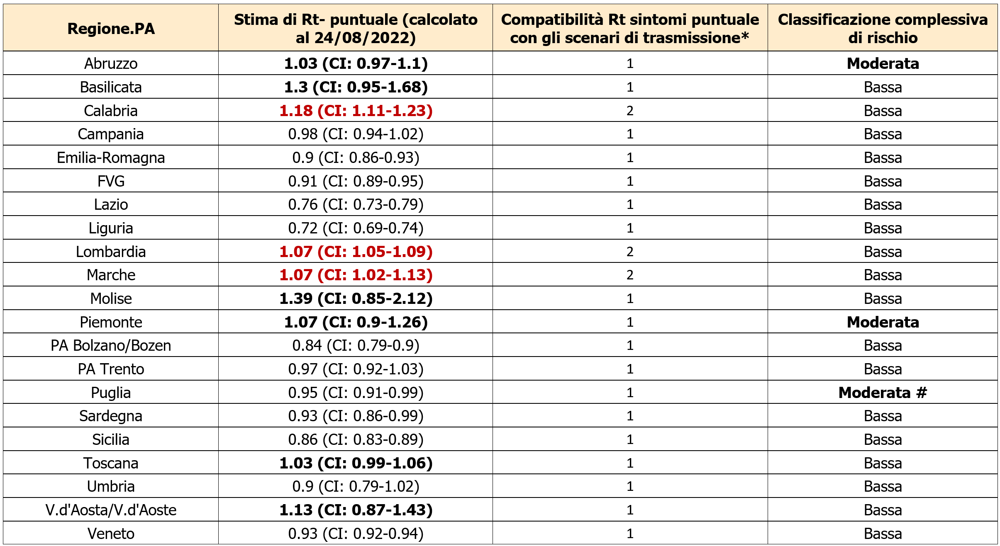 Regione.PA Stima di Rt- puntuale (calcolato al 24/08/2022) Compatibilità Rt sintomi puntuale con gli scenari di trasmissione* Classificazione complessiva di rischio
Abruzzo 1.03 (CI: 0.97-1.1) 1 Moderata
Basilicata 1.3 (CI: 0.95-1.68) 1 Bassa
Calabria 1.18 (CI: 1.11-1.23) 2 Bassa
Campania 0.98 (CI: 0.94-1.02) 1 Bassa
Emilia-Romagna 0.9 (CI: 0.86-0.93) 1 Bassa
FVG 0.91 (CI: 0.89-0.95) 1 Bassa
Lazio 0.76 (CI: 0.73-0.79) 1 Bassa
Liguria 0.72 (CI: 0.69-0.74) 1 Bassa
Lombardia 1.07 (CI: 1.05-1.09) 2 Bassa
Marche 1.07 (CI: 1.02-1.13) 2 Bassa
Molise 1.39 (CI: 0.85-2.12) 1 Bassa
Piemonte 1.07 (CI: 0.9-1.26) 1 Moderata
PA Bolzano/Bozen 0.84 (CI: 0.79-0.9) 1 Bassa
PA Trento 0.97 (CI: 0.92-1.03) 1 Bassa
Puglia 0.95 (CI: 0.91-0.99) 1 Moderata #
Sardegna 0.93 (CI: 0.86-0.99) 1 Bassa
Sicilia 0.86 (CI: 0.83-0.89) 1 Bassa
Toscana 1.03 (CI: 0.99-1.06) 1 Bassa
Umbria 0.9 (CI: 0.79-1.02) 1 Bassa
V.d'Aosta/V.d'Aoste 1.13 (CI: 0.87-1.43) 1 Bassa
Veneto 0.93 (CI: 0.92-0.94) 1 Bassa